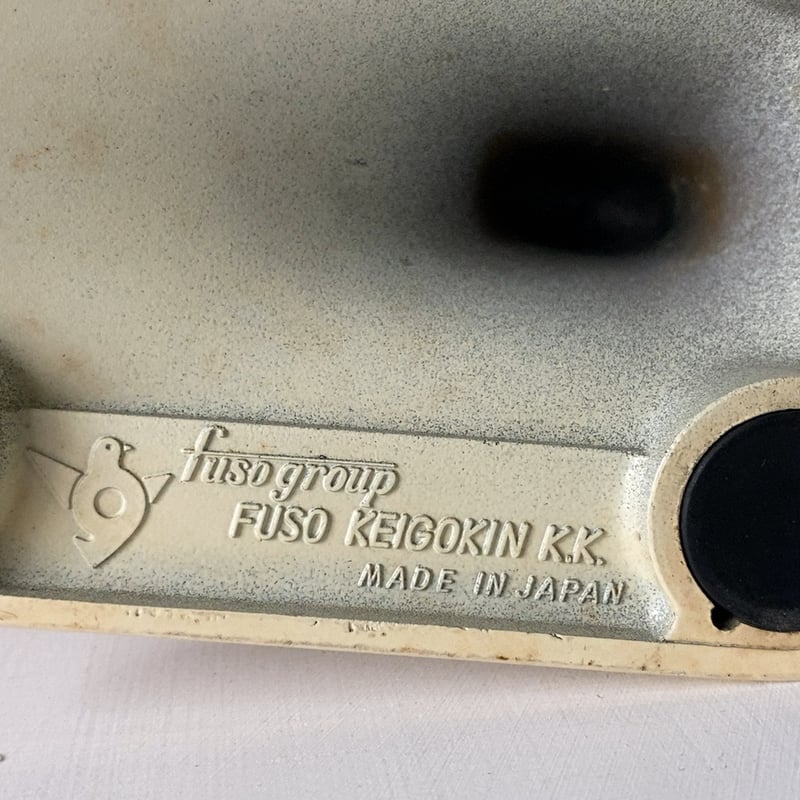 fuso group
FUSO KEIGOKIN K.K.
MADE IN JAPAN